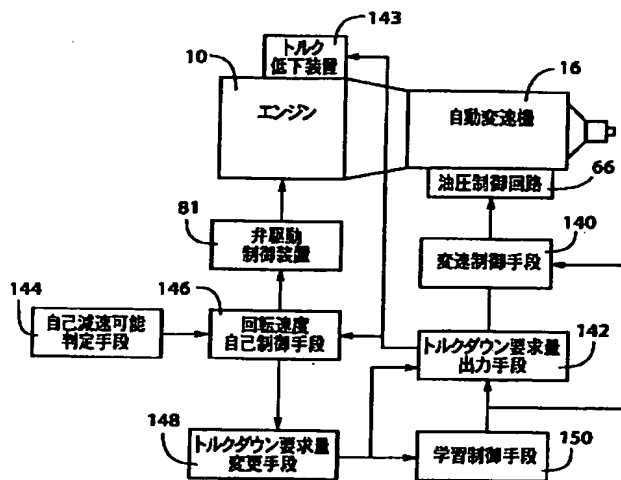 143
トルク
低下装置
10
エンジン
16
自動変速機
油圧制御回路
66
81
弁駆動
制御装置
140
変速制御手段
144
自己減速可能
判定手段
146
回転速度
自己制御手段
トルクダウン要求量
出力手段
142
148
トルクダウン要求量
変更手段
学習制御手段
150